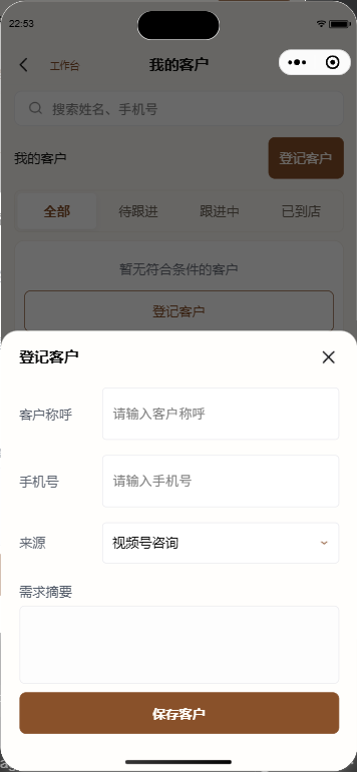 22:53
工作台
我的客户
搜索姓名、手机号
我的客户
登记客户
全部
待跟进
跟进中
已到店
暂无符合条件的客户
登记客户
登记客户
客户称呼
请输入客户称呼
手机号
请输入手机号
来源
视频号咨询
需求摘要
保存客户